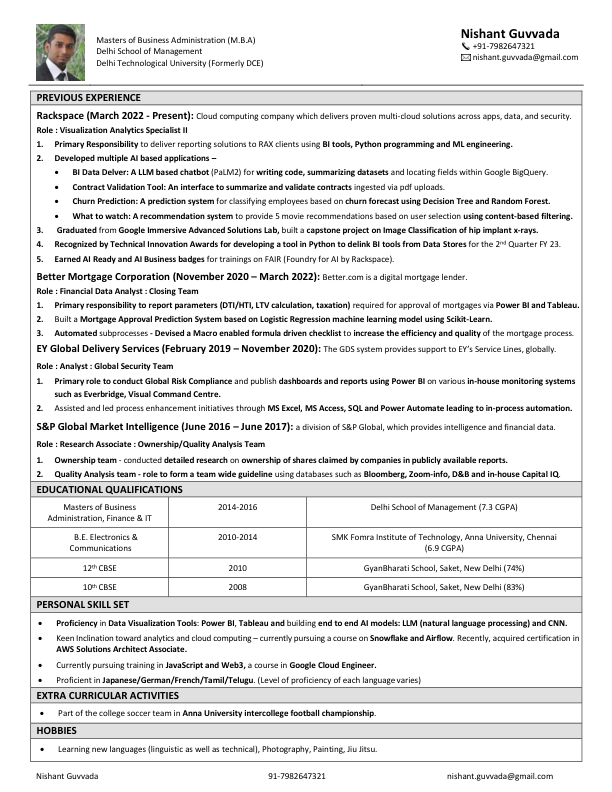 Masters of Business Administration (M.B.A)
Delhi School of Management
Delhi Technological University (Formerly DCE)
Nishant Guvvada
+91-7982647321
nishant.guvvada@gmail.com
PREVIOUS EXPERIENCE
Rackspace (March 2022 - Present): Cloud computing company which delivers proven multi-cloud solutions across apps, data, and security.
Role : Visualization Analytics Specialist II
1. Primary Responsibility to deliver reporting solutions to RAX clients using BI tools, Python programming and ML engineering.
2. Developed multiple AI based applications –
• BI Data Delver: A LLM based chatbot (PaLM2) for writing code, summarizing datasets and locating fields within Google BigQuery.
• Contract Validation Tool: An interface to summarize and validate contracts ingested via pdf uploads.
• Churn Prediction: A prediction system for classifying employees based on churn forecast using Decision Tree and Random Forest.
• What to watch: A recommendation system to provide 5 movie recommendations based on user selection using content-based filtering.
3. Graduated from Google Immersive Advanced Solutions Lab, built a capstone project on Image Classification of hip implant x-rays.
4. Recognized by Technical Innovation Awards for developing a tool in Python to delink BI tools from Data Stores for the 2nd Quarter FY 23.
5. Earned AI Ready and AI Business badges for trainings on FAIR (Foundry for AI by Rackspace).
Better Mortgage Corporation (November 2020 – March 2022): Better.com is a digital mortgage lender.
Role : Financial Data Analyst : Closing Team
1. Primary responsibility to report parameters (DTI/HTI, LTV calculation, taxation) required for approval of mortgages via Power BI and Tableau.
2. Built a Mortgage Approval Prediction System based on Logistic Regression machine learning model using Scikit-Learn.
3. Automated subprocesses - Devised a Macro enabled formula driven checklist to increase the efficiency and quality of the mortgage process.
EY Global Delivery Services (February 2019 – November 2020): The GDS system provides support to EY's Service Lines, globally.
Role : Analyst : Global Security Team
1. Primary role to conduct Global Risk Compliance and publish dashboards and reports using Power BI on various in-house monitoring systems
such as Everbridge, Visual Command Centre.
2. Assisted and led process enhancement initiatives through MS Excel, MS Access, SQL and Power Automate leading to in-process automation.
S&P Global Market Intelligence (June 2016 – June 2017): a division of S&P Global, which provides intelligence and financial data.
Role : Research Associate : Ownership/Quality Analysis Team
1. Ownership team - conducted detailed research on ownership of shares claimed by companies in publicly available reports.
2. Quality Analysis team - role to form a team wide guideline using databases such as Bloomberg, Zoom-info, D&B and in-house Capital IQ
EDUCATIONAL QUALIFICATIONS
Masters of Business
Administration, Finance & IT
2014-2016
Delhi School of Management (7.3 CGPA)
B.E. Electronics &
Communications
2010-2014
SMK Fomra Institute of Technology, Anna University, Chennai
(6.9 CGPA)
12th CBSE
2010
GyanBharati School, Saket, New Delhi (74%)
10th CBSE
2008
GyanBharati School, Saket, New Delhi (83%)
PERSONAL SKILL SET
• Proficiency in Data Visualization Tools: Power BI, Tableau and building end to end AI models: LLM (natural language processing) and CNN.
• Keen Inclination toward analytics and cloud computing – currently pursuing a course on Snowflake and Airflow. Recently, acquired certification in
AWS Solutions Architect Associate.
• Currently pursuing training in JavaScript and Web3, a course in Google Cloud Engineer.
• Proficient in Japanese/German/French/Tamil/Telugu. (Level of proficiency of each language varies)
EXTRA CURRICULAR ACTIVITIES
• Part of the college soccer team in Anna University intercollege football championship.
HOBBIES
• Learning new languages (linguistic as well as technical), Photography, Painting, Jiu Jitsu.
Nishant Guvvada
91-7982647321
nishant.guvvada@gmail.com